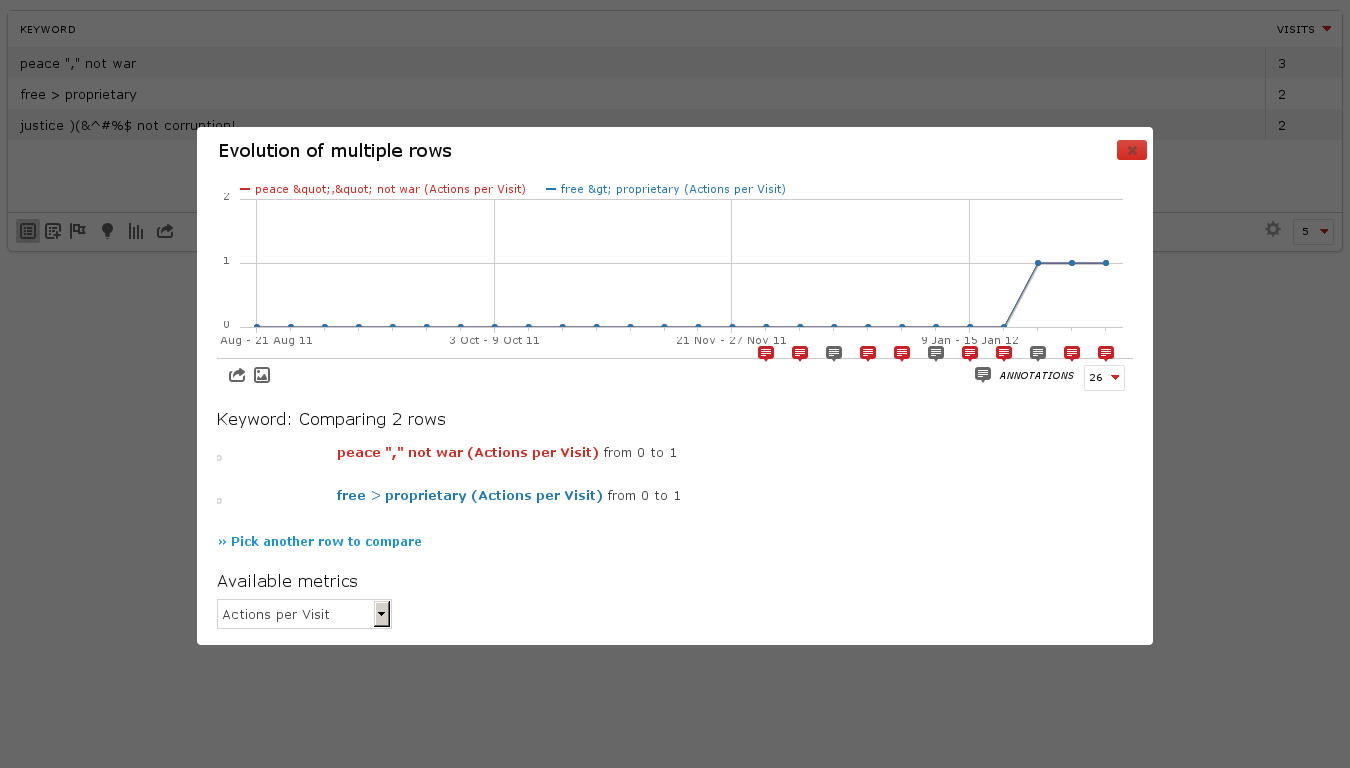 KEYWORD VISITS
peace "," not war 3
free > proprietary 2
justice )(&^#%$ not corruption! 2
5
Evolution of multiple rows
peace &quot;,&quot; not war (Actions per Visit) free &gt; proprietary (Actions per Visit)
2
1
0
Aug - 21 Aug 11 3 Oct - 9 Oct 11 21 Nov - 27 Nov 11 9 Jan - 15 Jan 12
ANNOTATIONS 26
Keyword: Comparing 2 rows
peace "," not war (Actions per Visit) from 0 to 1
free > proprietary (Actions per Visit) from 0 to 1
» Pick another row to compare
Available metrics
Actions per Visit